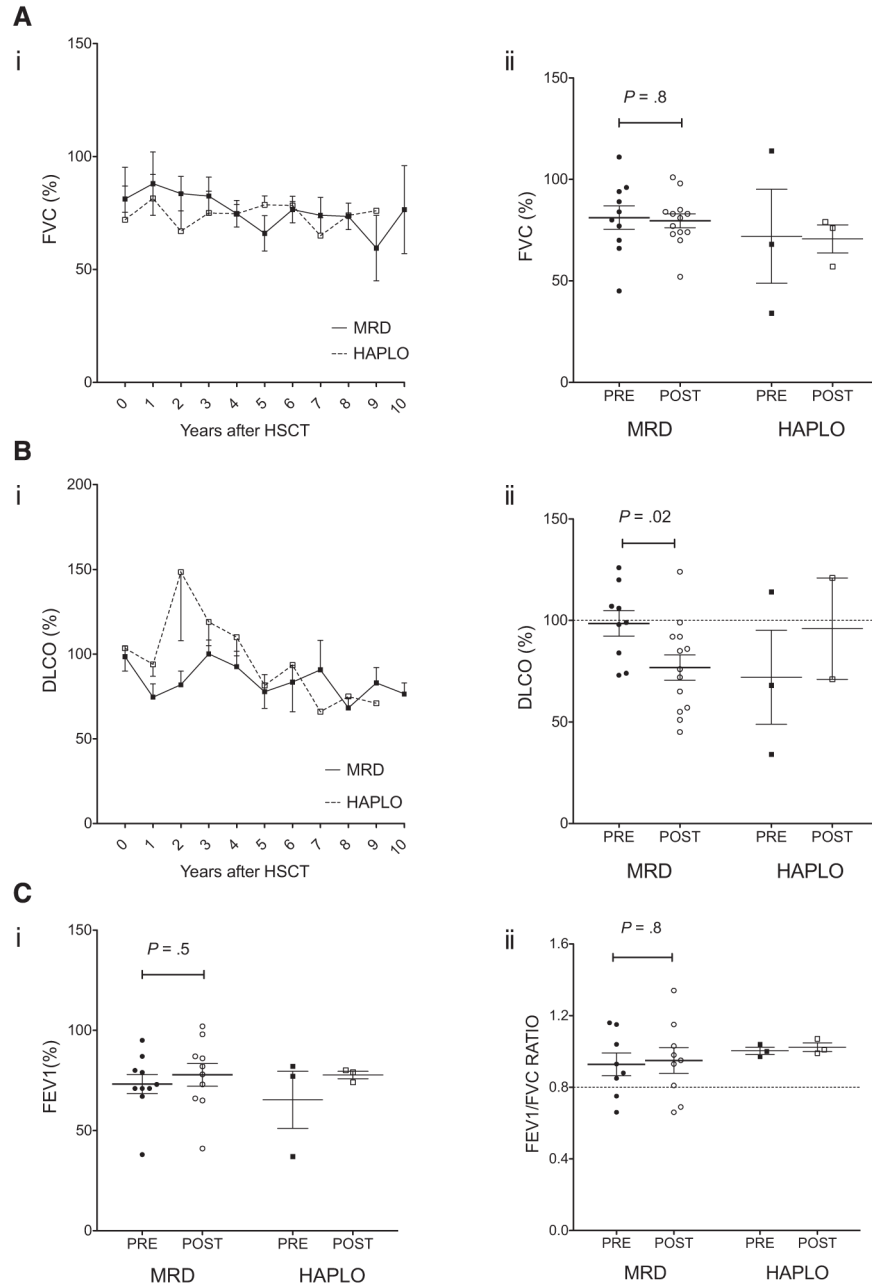 A
i
150
100
50
0
FVC (%)
MRD
HAPLO
0 1 2 3 4 5 6 7 8 9 10
Years after HSCT
ii
150
100
50
0
FVC (%)
P = .8
PRE POST PRE POST
MRD HAPLO
B
i
200
150
100
50
0
DLCO (%)
MRD
HAPLO
0 1 2 3 4 5 6 7 8 9 10
Years after HSCT
ii
150
100
50
0
DLCO (%)
P = .02
PRE POST PRE POST
MRD HAPLO
C
i
150
100
50
0
FEV1(%)
P = .5
PRE POST PRE POST
MRD HAPLO
ii
1.6
1.2
0.8
0.4
0.0
FEV1/FVC RATIO
P = .8
PRE POST PRE POST
MRD HAPLO